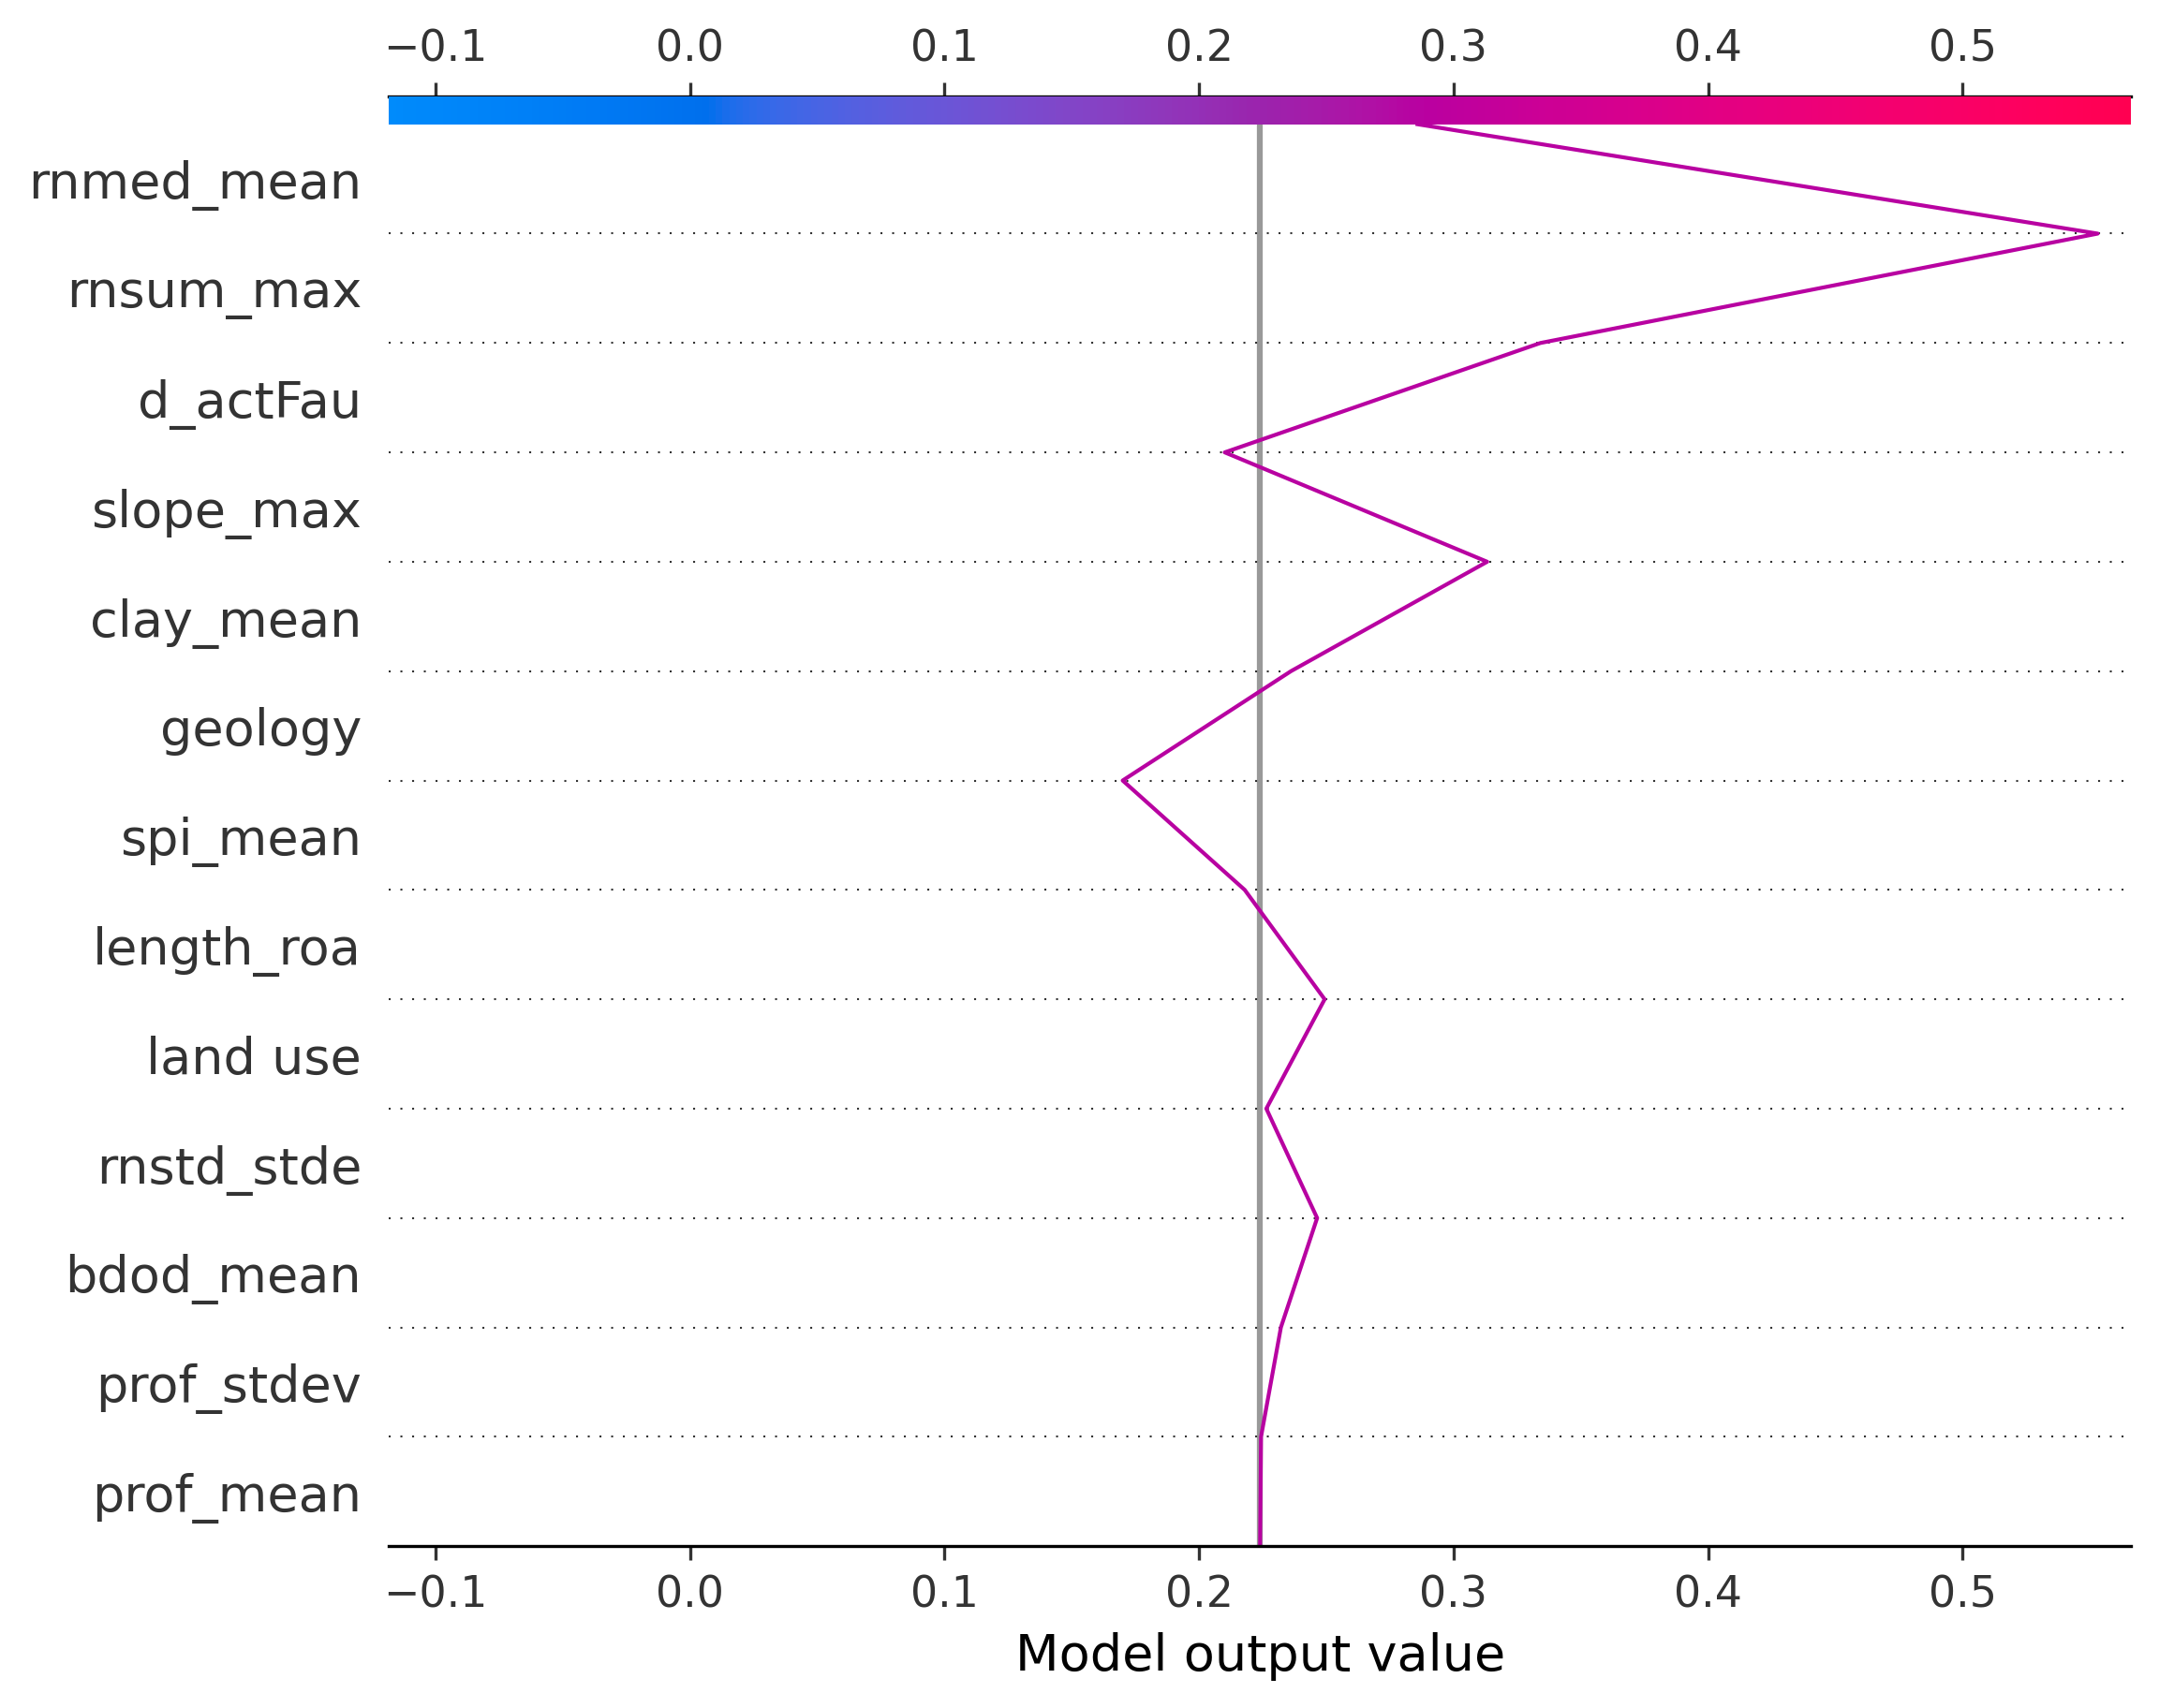 −0.1 0.0 0.1 0.2 0.3 0.4 0.5
rnmed_mean
rnsum_max
d_actFau
slope_max
clay_mean
geology
spi_mean
length_roa
land use
rnstd_stde
bdod_mean
prof_stdev
prof_mean
−0.1 0.0 0.1 0.2 0.3 0.4 0.5
Model output value